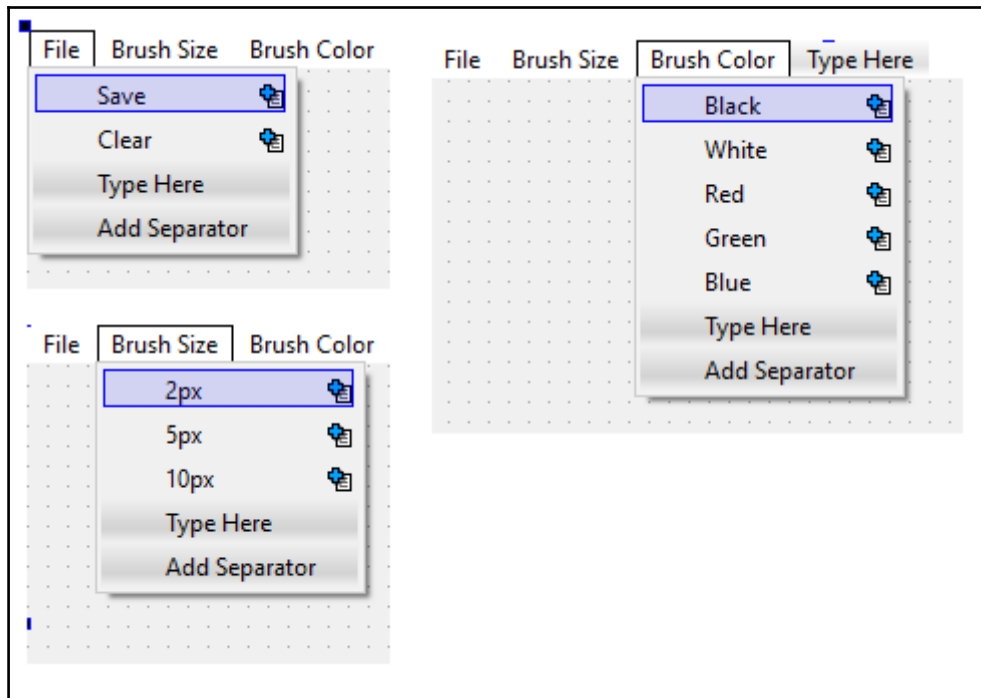 File Brush Size Brush Color
Save
Clear
Type Here
Add Separator
File Brush Size Brush Color Type Here
Black
White
Red
Green
Blue
Type Here
Add Separator
File Brush Size Brush Color
2px
5px
10px
Type Here
Add Separator